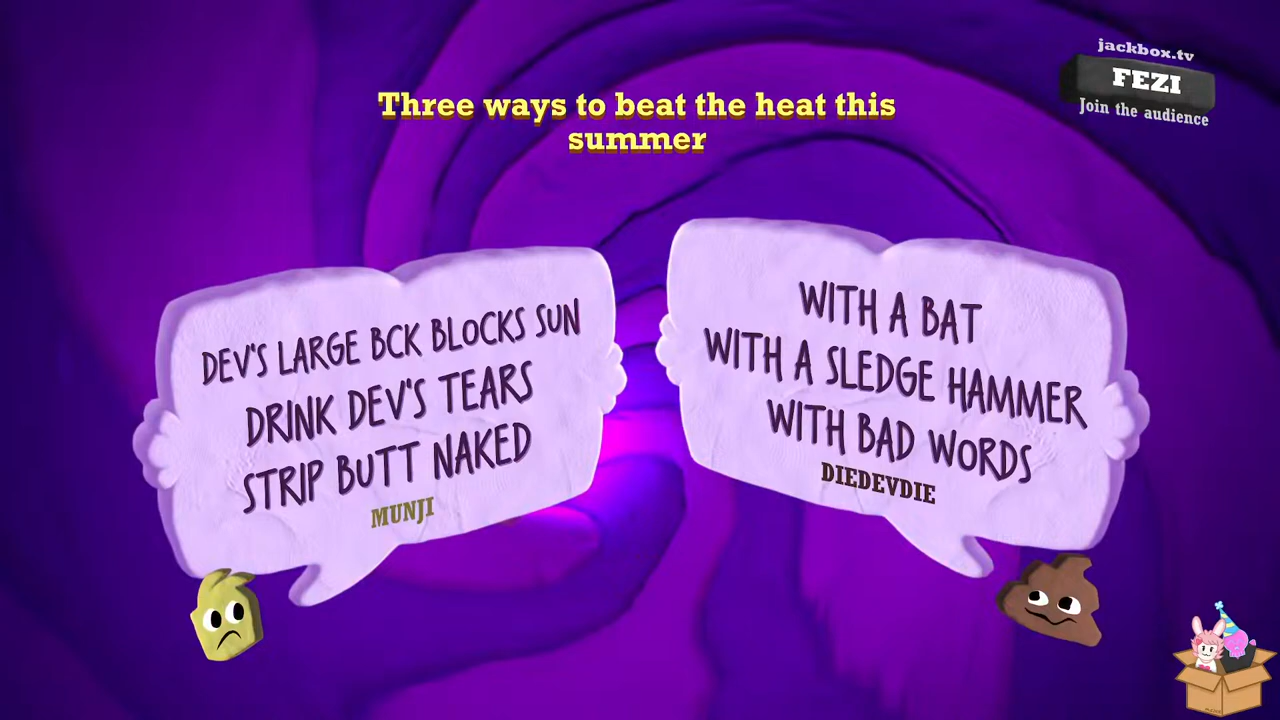 jackbox.tv
FEZI
Join the audience
Three ways to beat the heat this
summer
DEV'S LARGE BCK BLOCKS SUN
DRINK DEV'S TEARS
STRIP BUTT NAKED
MUNJI
WITH A BAT
WITH A SLEDGE HAMMER
WITH BAD WORDS
DIEDEVDIE